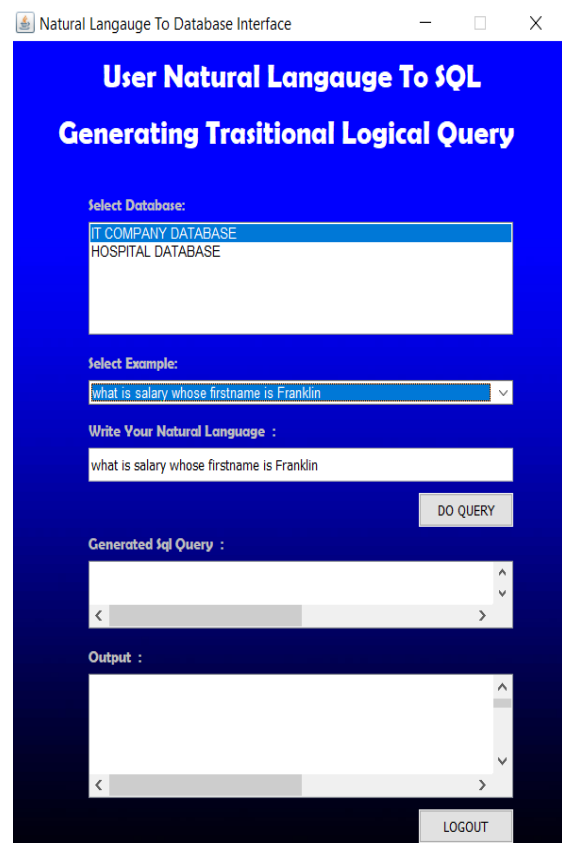 Natural Langauge To Database Interface
User Natural Langauge To SQL
Generating Trasitional Logical Query
Select Database:
IT COMPANY DATABASE
HOSPITAL DATABASE
Select Example:
what is salary whose firstname is Franklin
Write Your Natural Language :
what is salary whose firstname is Franklin
DO QUERY
Generated Sql Query :
Output :
LOGOUT